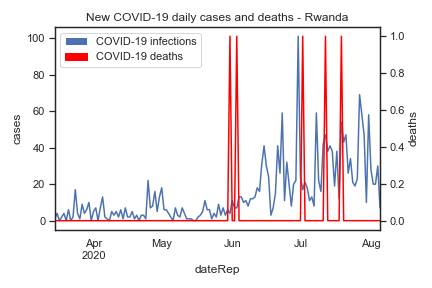 New COVID-19 daily cases and deaths - Rwanda
COVID-19 infections
COVID-19 deaths
100
80
60
40
20
0
cases
1.0
0.8
0.6
0.4
0.2
0.0
deaths
Apr May Jun Jul Aug
2020
dateRep